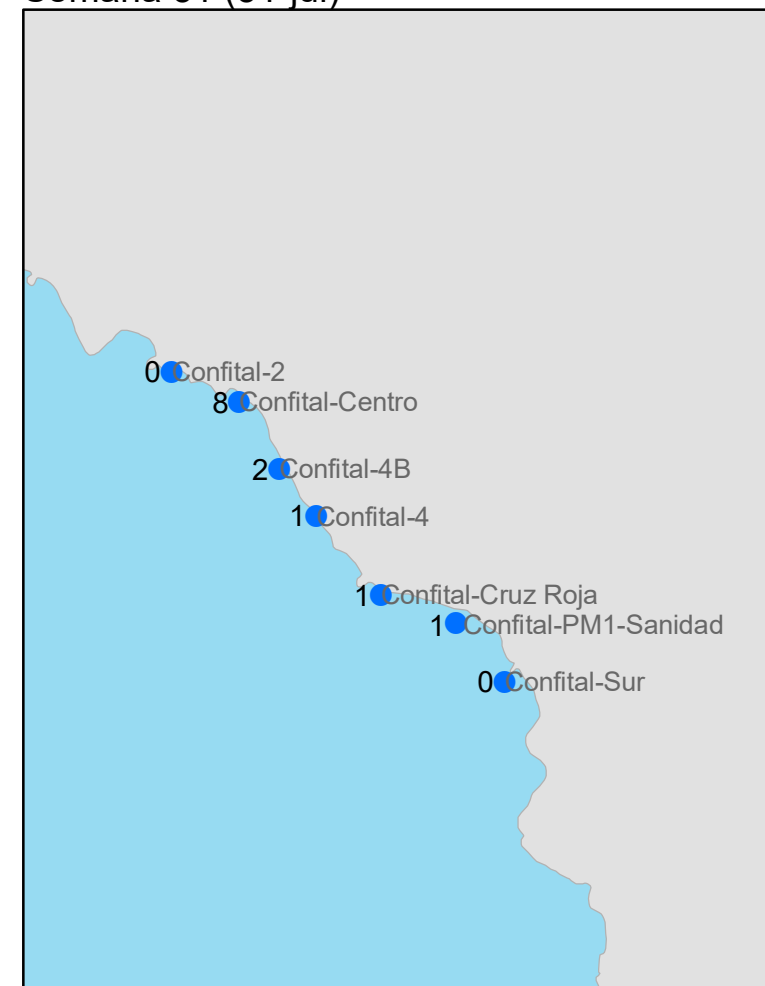 0 Confital-2
8 Confital-Centro
2 Confital-4B
1 Confital-4
1 Confital-Cruz Roja
1 Confital-PM1-Sanidad
0 Confital-Sur